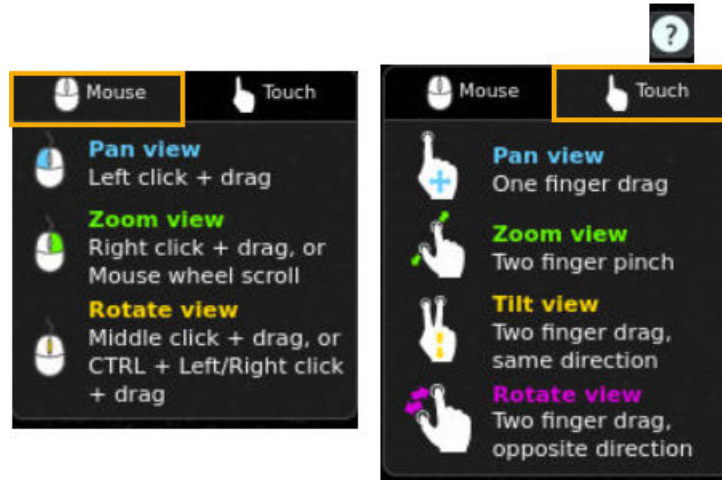 ?
Mouse
Touch
Pan view
Left click + drag
Zoom view
Right click + drag, or
Mouse wheel scroll
Rotate view
Middle click + drag, or
CTRL + Left/Right click
+ drag
Mouse
Touch
Pan view
One finger drag
Zoom view
Two finger pinch
Tilt view
Two finger drag,
same direction
Rotate view
Two finger drag,
opposite direction